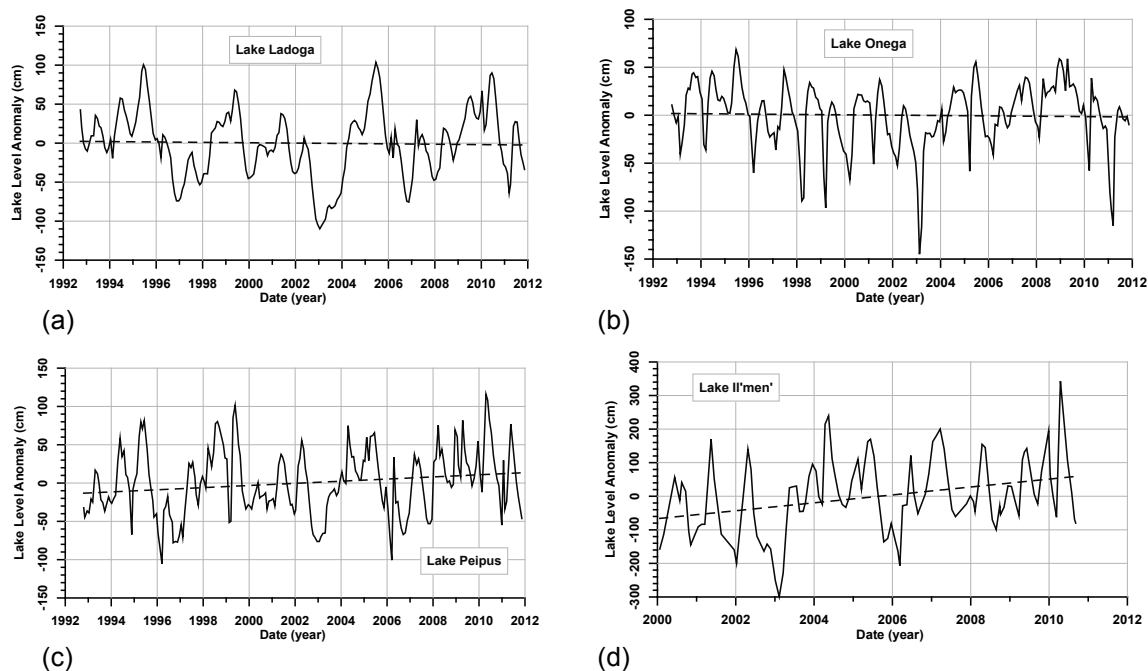 Lake Level Anomaly (cm)
150
100
50
0
-50
-100
-150
Lake Ladoga
1992 1994 1996 1998 2000 2002 2004 2006 2008 2010 2012
Date (year)
(a)
Lake Level Anomaly (cm)
100
50
0
-50
-100
-150
Lake Onega
1992 1994 1996 1998 2000 2002 2004 2006 2008 2010 2012
Date (year)
(b)
Lake Level Anomaly (cm)
150
100
50
0
-50
-100
-150
Lake Peipus
1992 1994 1996 1998 2000 2002 2004 2006 2008 2010 2012
Date (year)
(c)
Lake Level Anomaly (cm)
400
300
200
100
0
-100
-200
-300
Lake Il'men'
2000 2002 2004 2006 2008 2010 2012
Date (year)
(d)